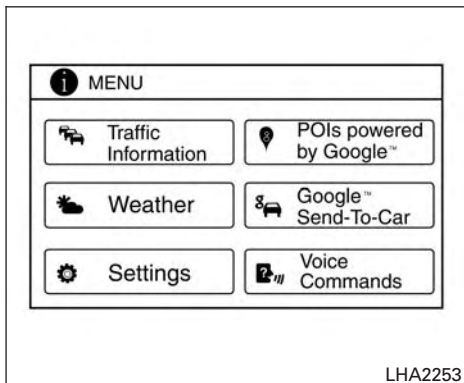 MENU
Traffic
Information
POIs powered
by Google™
Weather
Google™
Send-To-Car
Settings
Voice
Commands
LHA2253